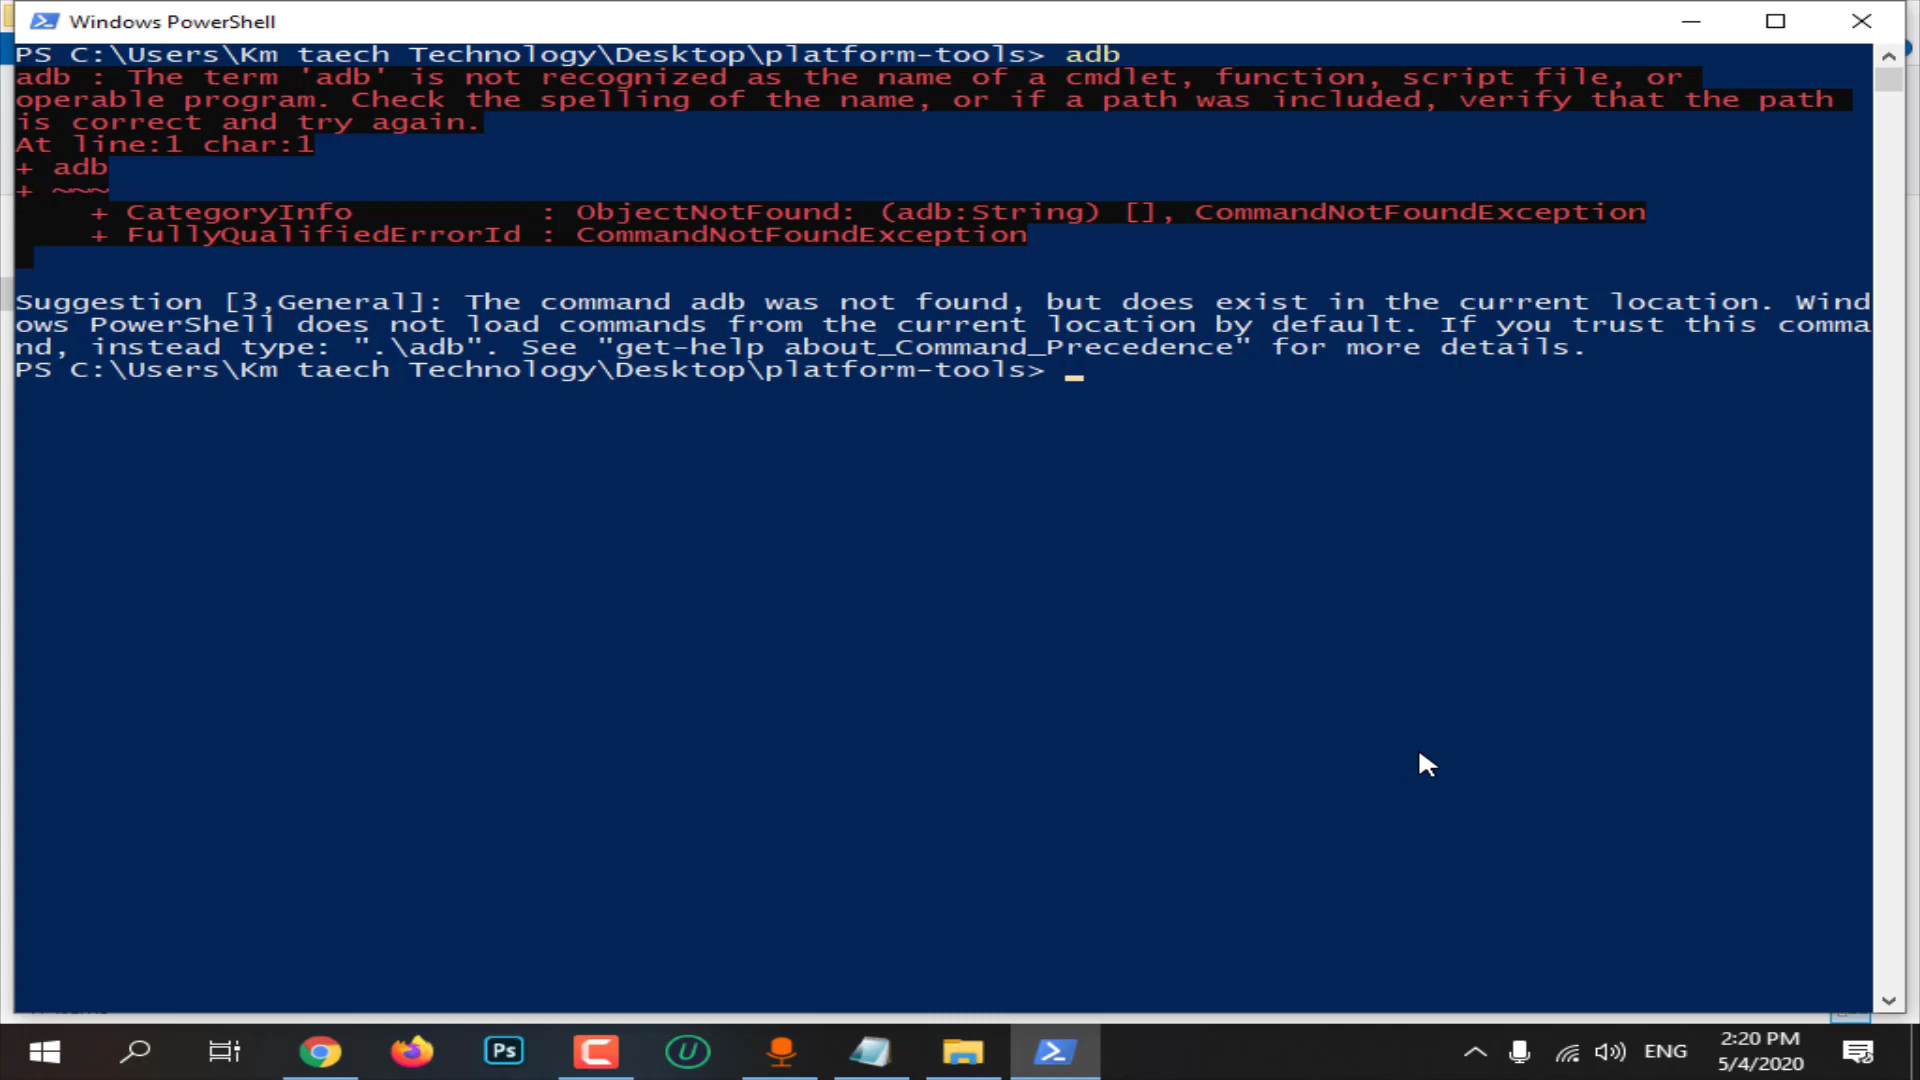 Windows PowerShell
PS C:\Users\Km taech Technology\Desktop\platform-tools> adb
adb : The term 'adb' is not recognized as the name of a cmdlet, function, script file, or
operable program. Check the spelling of the name, or if a path was included, verify that the path
is correct and try again.
At line:1 char:1
+ adb
+ ~~~
    + CategoryInfo          : ObjectNotFound: (adb:String) [], CommandNotFoundException
    + FullyQualifiedErrorId : CommandNotFoundException
Suggestion [3,General]: The command adb was not found, but does exist in the current location. Wind
ows PowerShell does not load commands from the current location by default. If you trust this comma
nd, instead type: ".\adb". See "get-help about_Command_Precedence" for more details.
PS C:\Users\Km taech Technology\Desktop\platform-tools> _
Ps
ENG
2:20 PM
5/4/2020